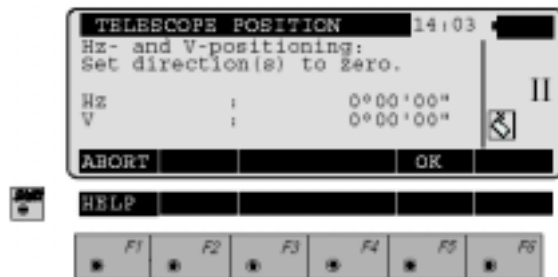 TELESCOPE POSITION 14:03
Hz- and V-positioning:
Set direction(s) to zero.
Hz : 0°00'00"
V : 0°00'00"
II
ABORT OK
HELP
F1 F2 F3 F4 F5 F6